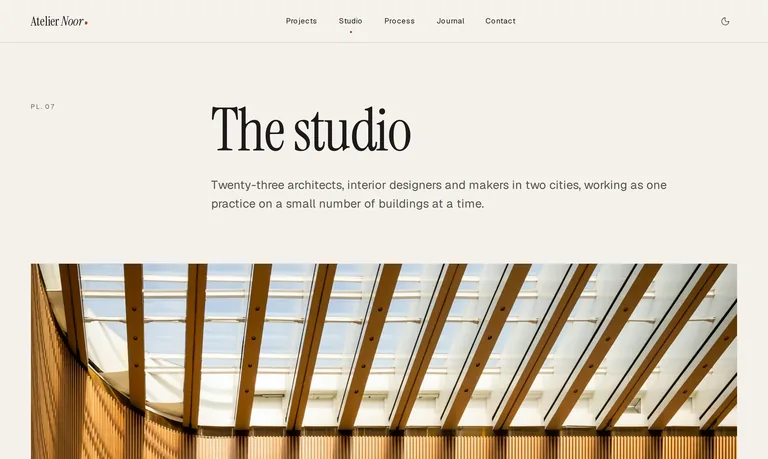 Atelier Noor
Projects Studio Process Journal Contact
PL. 07
The studio
Twenty-three architects, interior designers and makers in two cities, working as one
practice on a small number of buildings at a time.